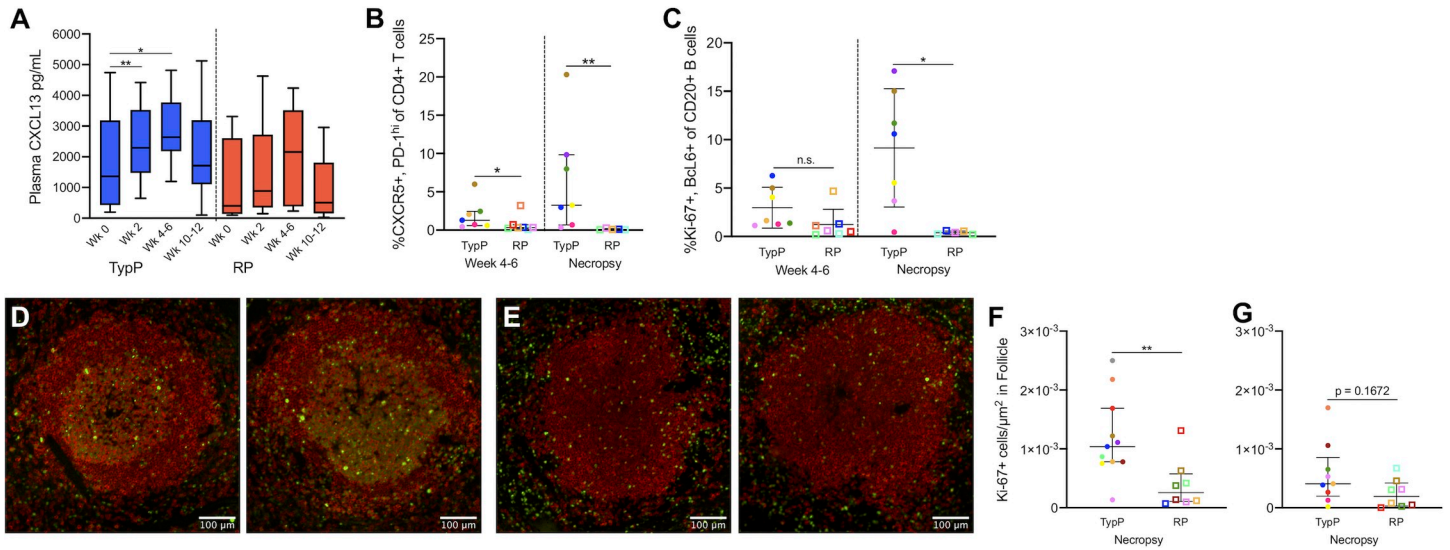 A
Plasma CXCL13 pg/mL
6000
5000
4000
3000
2000
1000
0
*
**
Wk 0
Wk 2
Wk 4-6
Wk 10-12
Wk 0
Wk 2
Wk 4-6
Wk 10-12
TypP
RP
B
%CXCR5+, PD-1hi of CD4+ T cells
25
20
15
10
5
0
*
**
TypP
RP
TypP
RP
Week 4-6
Necropsy
C
%Ki-67+, BcL6+ of CD20+ B cells
20
15
10
5
0
n.s.
*
TypP
RP
TypP
RP
Week 4-6
Necropsy
D
100 µm
100 µm
E
100 µm
100 µm
F
Ki-67+ cells/µm² in Follicle
3×10⁻³
2×10⁻³
1×10⁻³
0
**
TypP
RP
Necropsy
G
3×10⁻³
2×10⁻³
1×10⁻³
0
p = 0.1672
TypP
RP
Necropsy